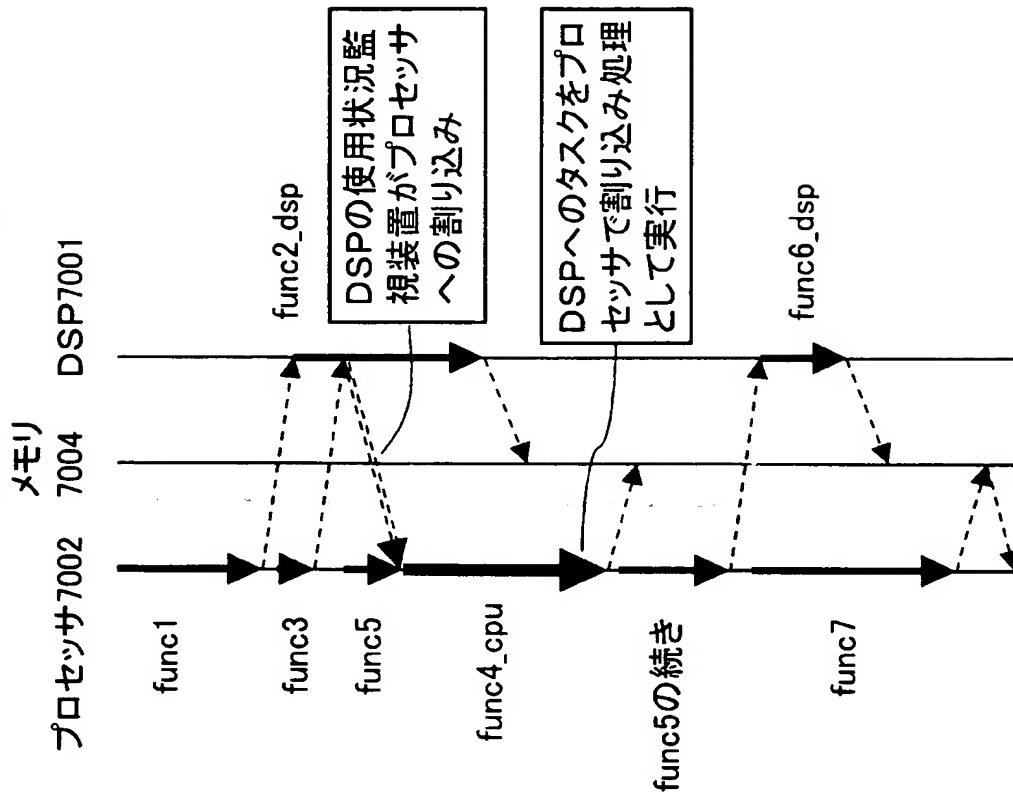 メモリ
プロセッサ7002
7004
DSP7001
func1
func2_dsp
func3
DSPの使用状況監
視装置がプロセッサ
への割り込み
func5
func4_cpu
DSPへのタスクをプロ
セッサで割り込み処理
として実行
func5の続き
func6_dsp
func7